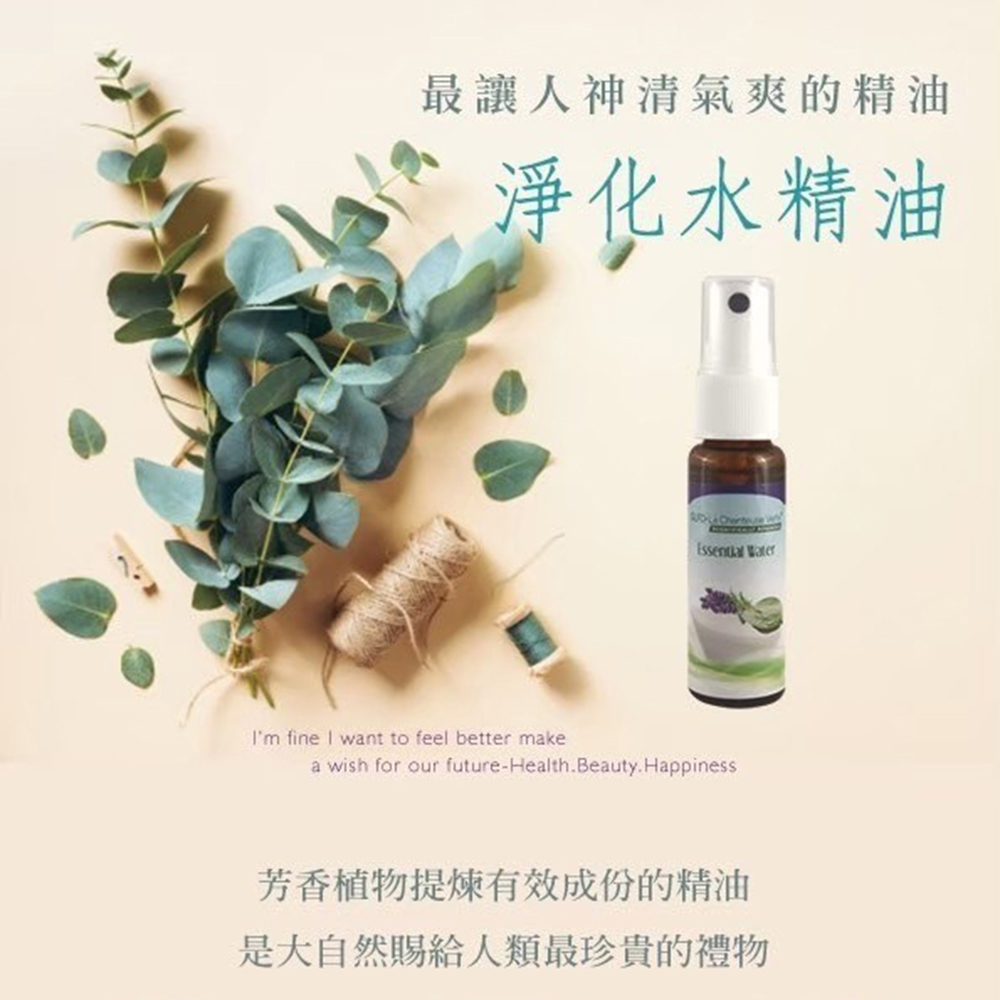 最讓人神清氣爽的精油
淨化水精油
La Chanteuse Verte
Essential Water
I'm fine I want to feel better make
a wish for our future-Health.Beauty.Happiness
芳香植物提煉有效成份的精油
是大自然賜給人類最珍貴的禮物